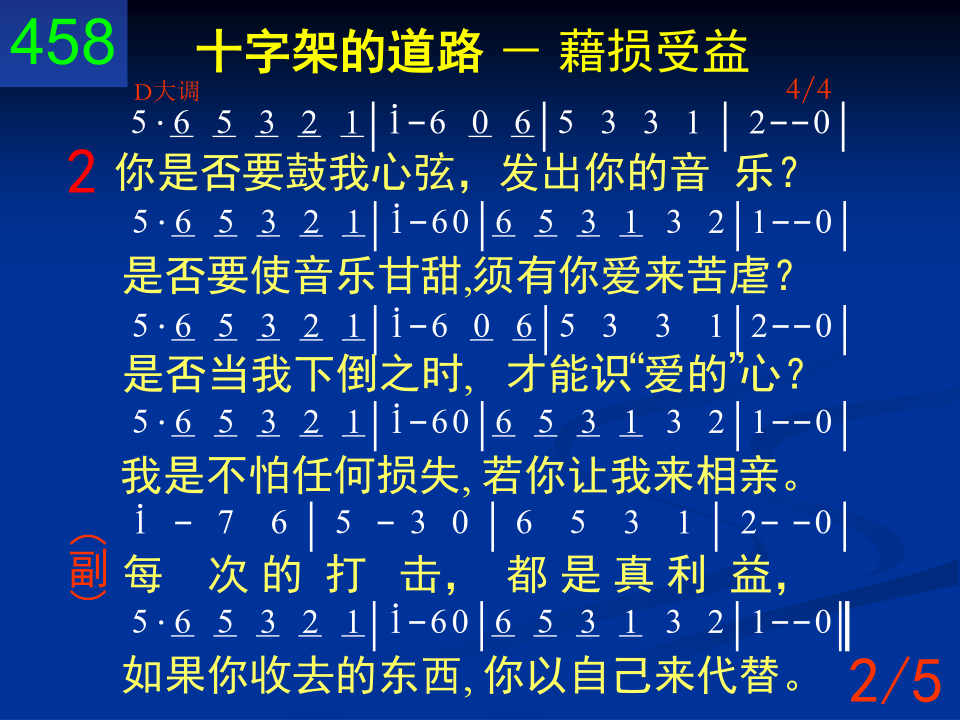 458 十字架的道路 － 藉损受益
D大调 4/4
5·6 5 3 2 1|i̇-6 0 6|5 3 3 1|2--0|
2 你是否要鼓我心弦，发出你的音 乐？
5·6 5 3 2 1|i̇-60|6 5 3 1 3 2|1--0|
是否要使音乐甘甜,须有你爱来苦虐？
5·6 5 3 2 1|i̇-6 0 6|5 3 3 1|2--0|
是否当我下倒之时, 才能识“爱的”心？
5·6 5 3 2 1|i̇-60|6 5 3 1 3 2|1--0|
我是不怕任何损失, 若你让我来相亲。
i̇ - 7 6|5 - 3 0|6 5 3 1|2- -0|
（副） 每 次 的 打 击， 都 是 真 利 益，
5·6 5 3 2 1|i̇-60|6 5 3 1 3 2|1--0‖
如果你收去的东西, 你以自己来代替。
2/5